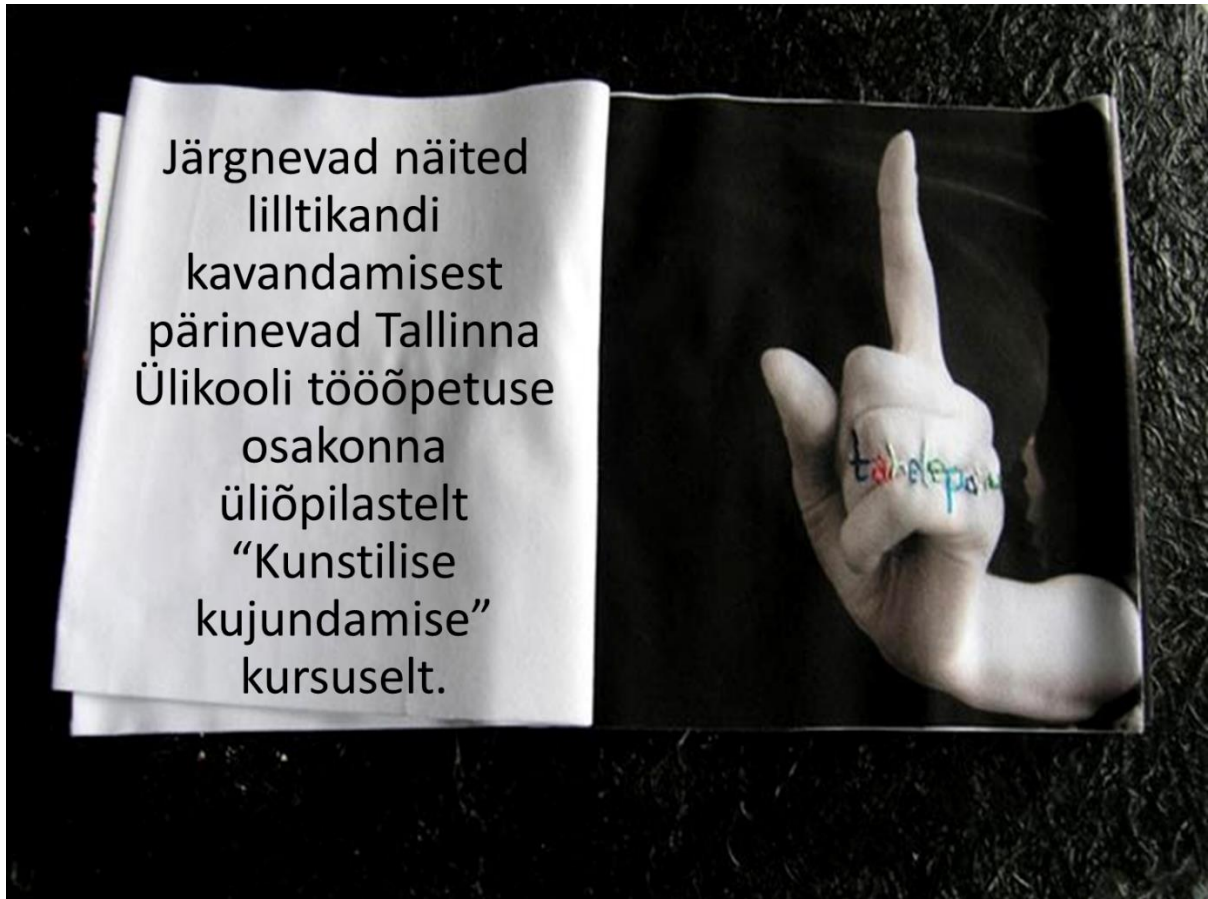 Järgnevad näited
lilltikandi
kavandamisest
pärinevad Tallinna
Ülikooli tööõpetuse
osakonna
üliõpilastelt
“Kunstilise
kujundamise”
kursuselt.